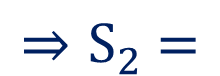 ⇒ S₂ =